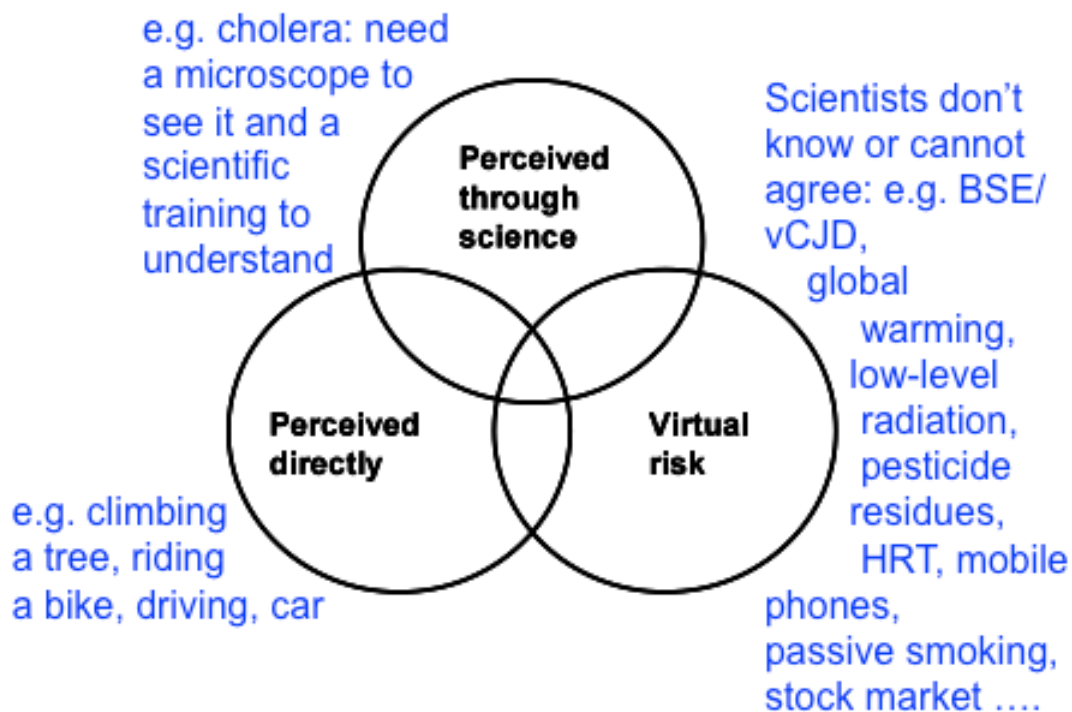 e.g. cholera: need
a microscope to
see it and a
scientific
training to
understand
Perceived
through
science
Scientists don't
know or cannot
agree: e.g. BSE/
vCJD,
global
warming,
low-level
radiation,
pesticide
residues,
HRT, mobile
phones,
passive smoking,
stock market ....
Perceived
directly
Virtual
risk
e.g. climbing
a tree, riding
a bike, driving, car